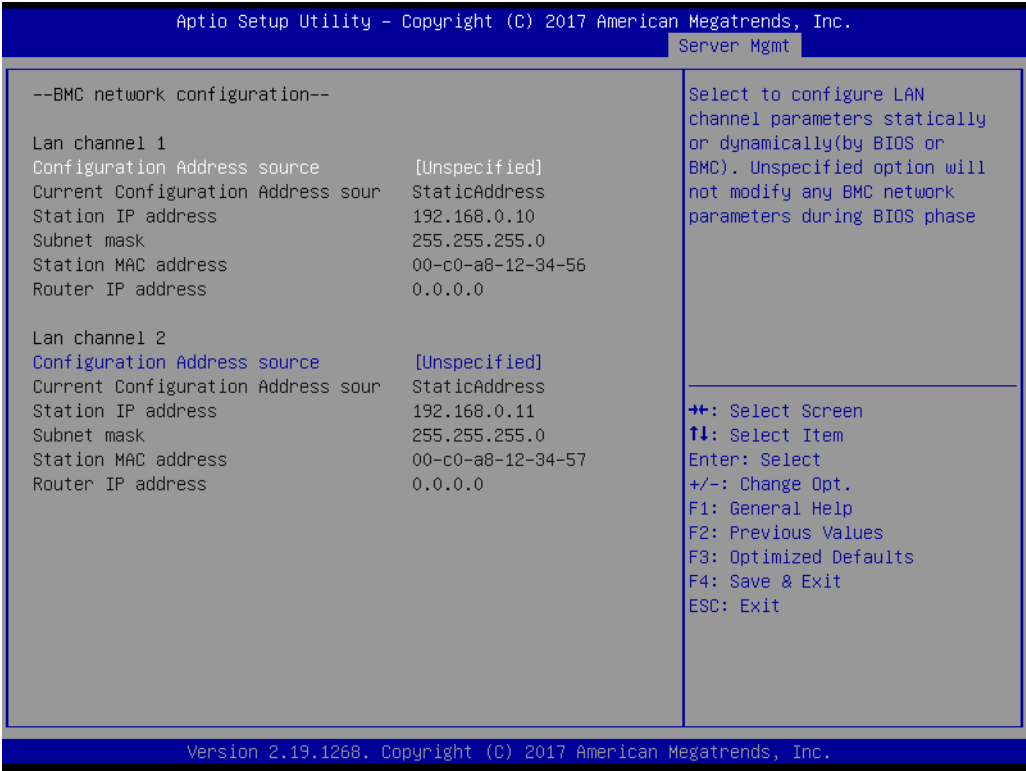 Aptio Setup Utility – Copyright (C) 2017 American Megatrends, Inc.
Server Mgmt
--BMC network configuration--
Lan channel 1
Configuration Address source [Unspecified]
Current Configuration Address sour StaticAddress
Station IP address 192.168.0.10
Subnet mask 255.255.255.0
Station MAC address 00-c0-a8-12-34-56
Router IP address 0.0.0.0
Lan channel 2
Configuration Address source [Unspecified]
Current Configuration Address sour StaticAddress
Station IP address 192.168.0.11
Subnet mask 255.255.255.0
Station MAC address 00-c0-a8-12-34-57
Router IP address 0.0.0.0
Select to configure LAN
channel parameters statically
or dynamically(by BIOS or
BMC). Unspecified option will
not modify any BMC network
parameters during BIOS phase
→←: Select Screen
↑↓: Select Item
Enter: Select
+/-: Change Opt.
F1: General Help
F2: Previous Values
F3: Optimized Defaults
F4: Save & Exit
ESC: Exit
Version 2.19.1268. Copyright (C) 2017 American Megatrends, Inc.